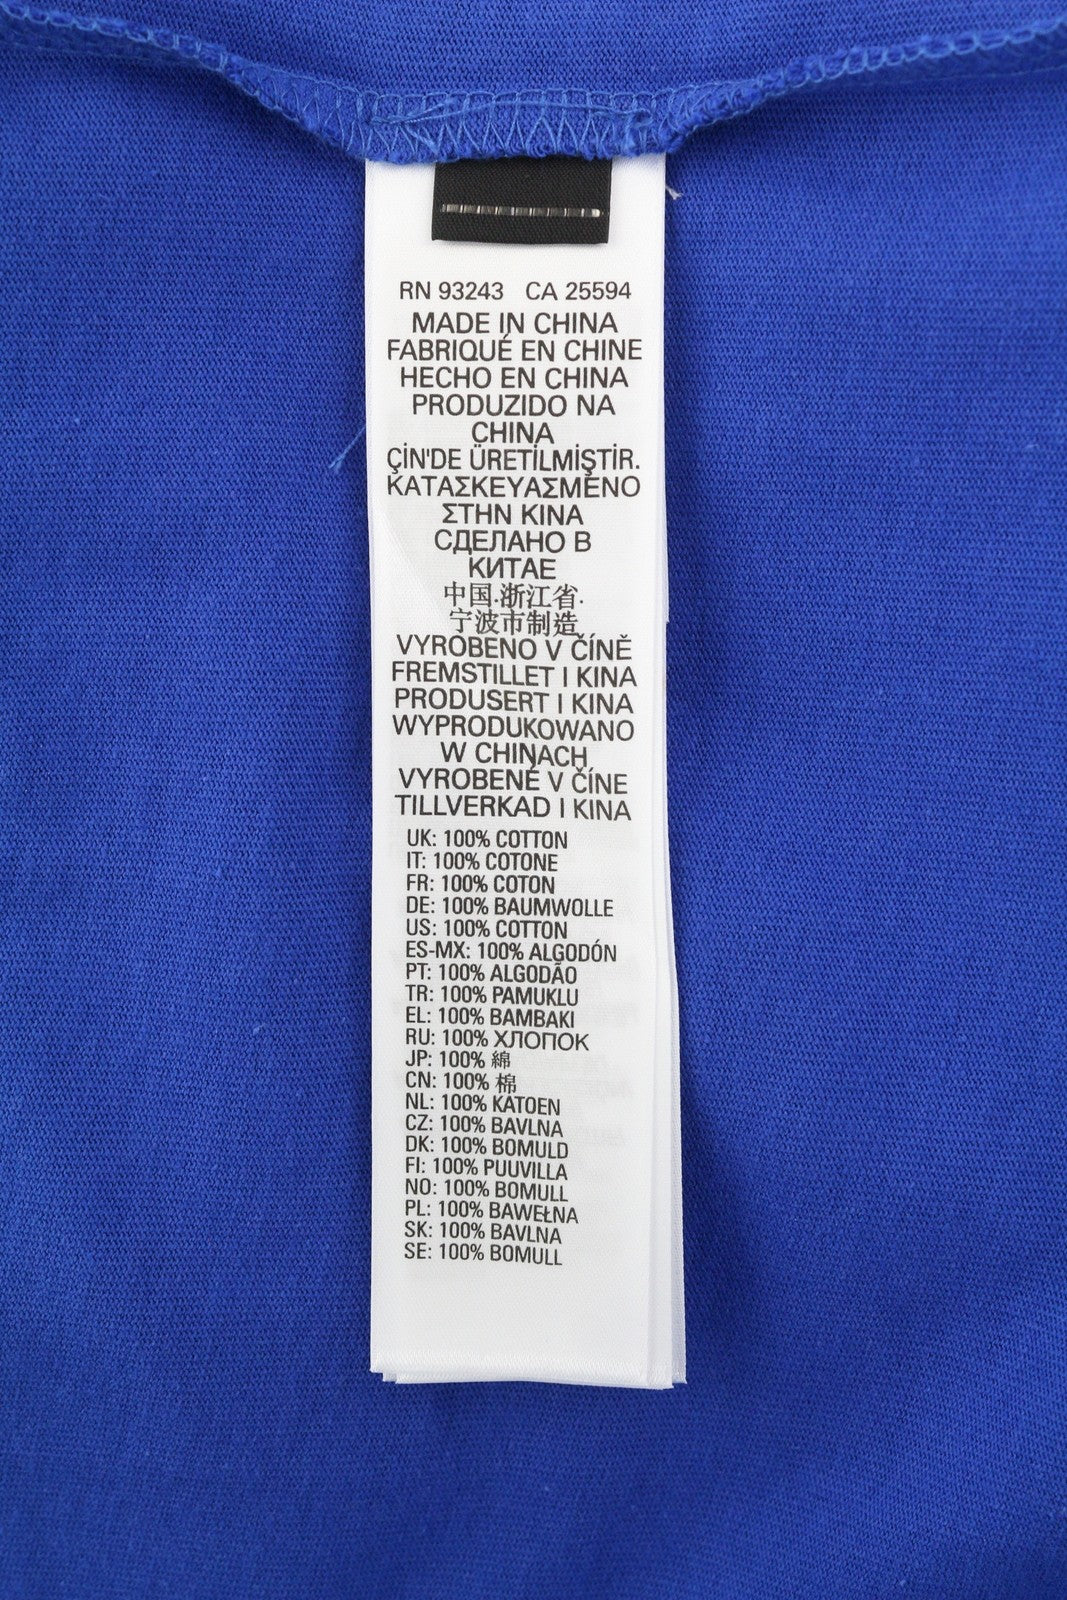 RN 93243 CA 25594
MADE IN CHINA
FABRIQUÉ EN CHINE
HECHO EN CHINA
PRODUZIDO NA
CHINA
ÇİN'DE ÜRETİLMİŞTİR.
ΚΑΤΑΣΚΕΥΑΣΜΕΝΟ
ΣΤΗΝ ΚΙΝΑ
СДЕЛАНО В
КИТАЕ
中国.浙江省.
宁波市制造
VYROBENO V ČÍNĚ
FREMSTILLET I KINA
PRODUSERT I KINA
WYPRODUKOWANO
W CHINACH
VYROBENÉ V ČÍNE
TILLVERKAD I KINA
UK: 100% COTTON
IT: 100% COTONE
FR: 100% COTON
DE: 100% BAUMWOLLE
US: 100% COTTON
ES-MX: 100% ALGODÓN
PT: 100% ALGODÃO
TR: 100% PAMUKLU
EL: 100% ΒΑΜΒΑΚΙ
RU: 100% ХЛОПОК
JP: 100% 綿
CN: 100% 棉
NL: 100% KATOEN
CZ: 100% BAVLNA
DK: 100% BOMULD
FI: 100% PUUVILLA
NO: 100% BOMULL
PL: 100% BAWEŁNA
SK: 100% BAVLNA
SE: 100% BOMULL